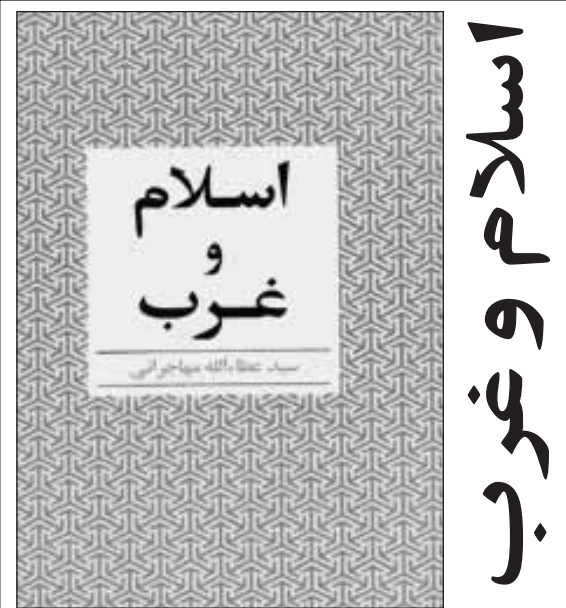 اسلام
و
غرب
سید عطاءالله مهاجرانی
اسلام و غرب